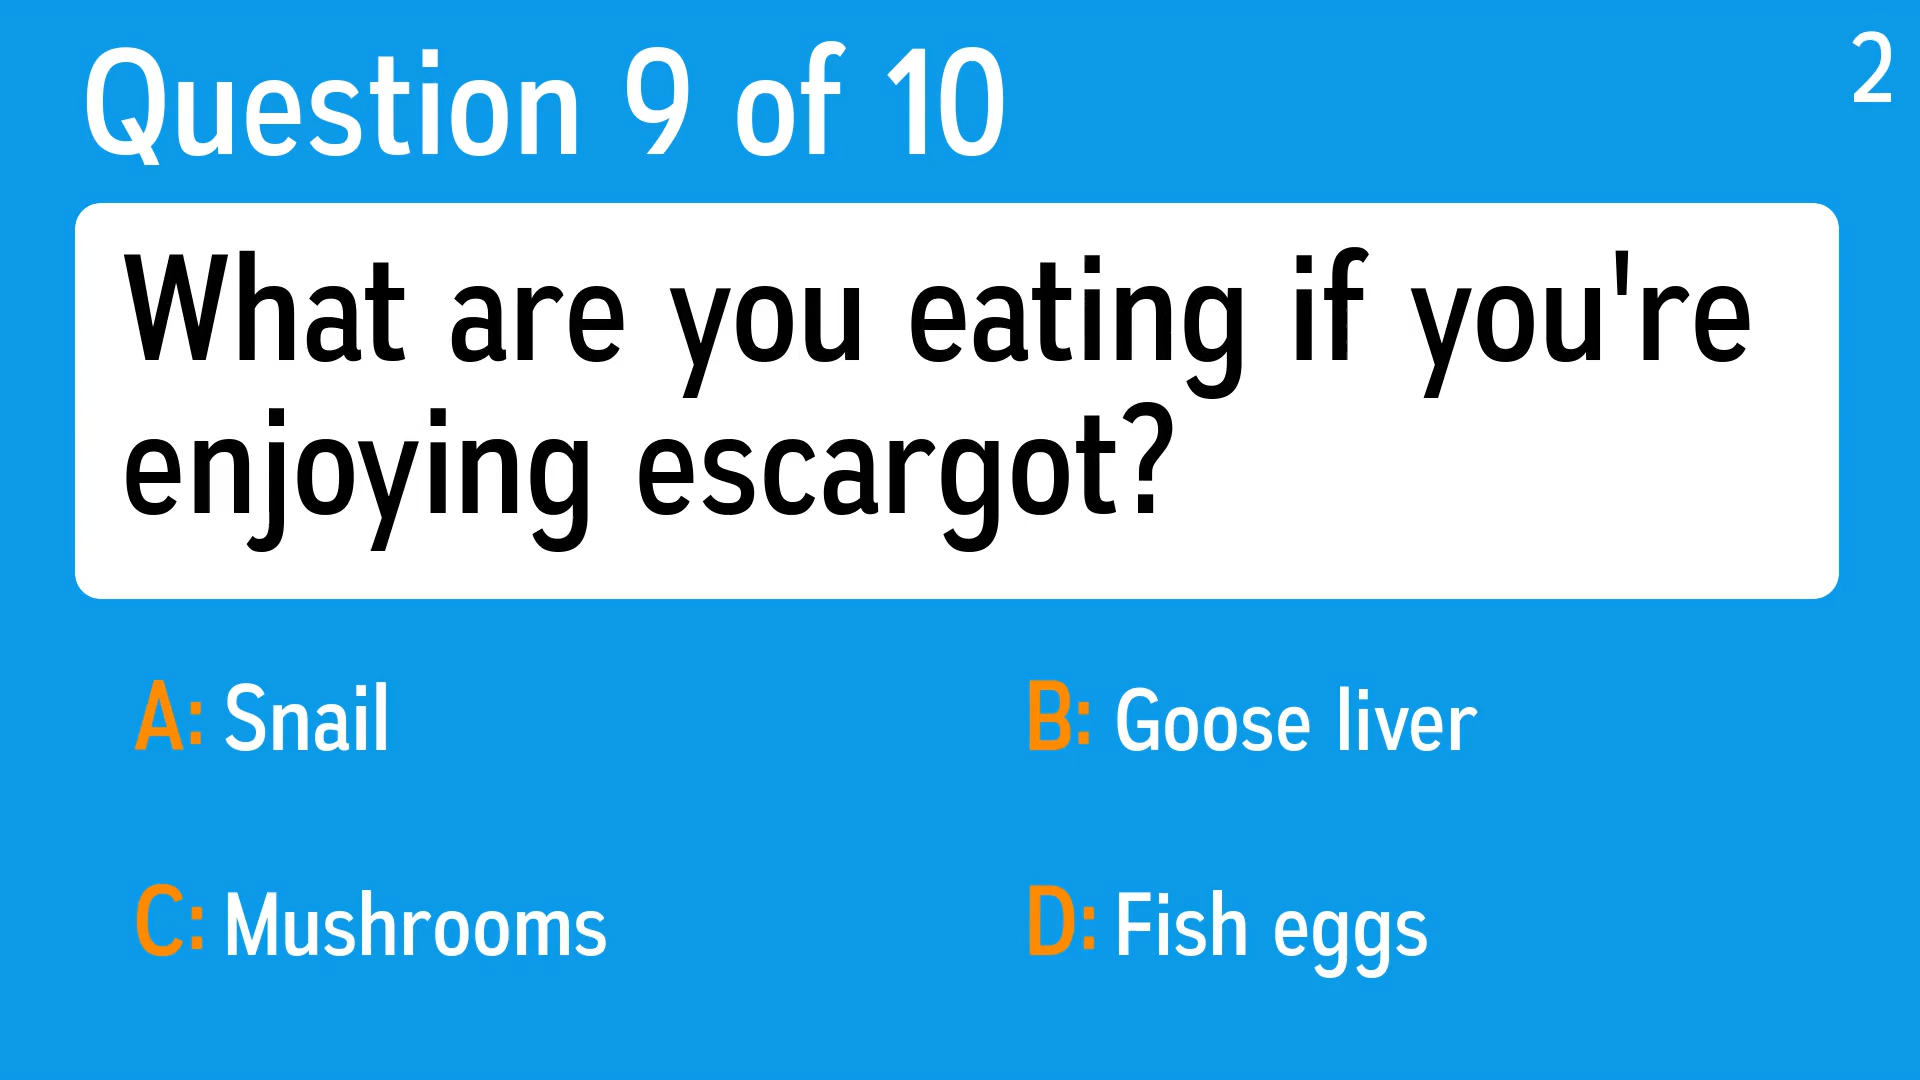 Question 9 of 10
2
What are you eating if you're
enjoying escargot?
A: Snail
B: Goose liver
C: Mushrooms
D: Fish eggs